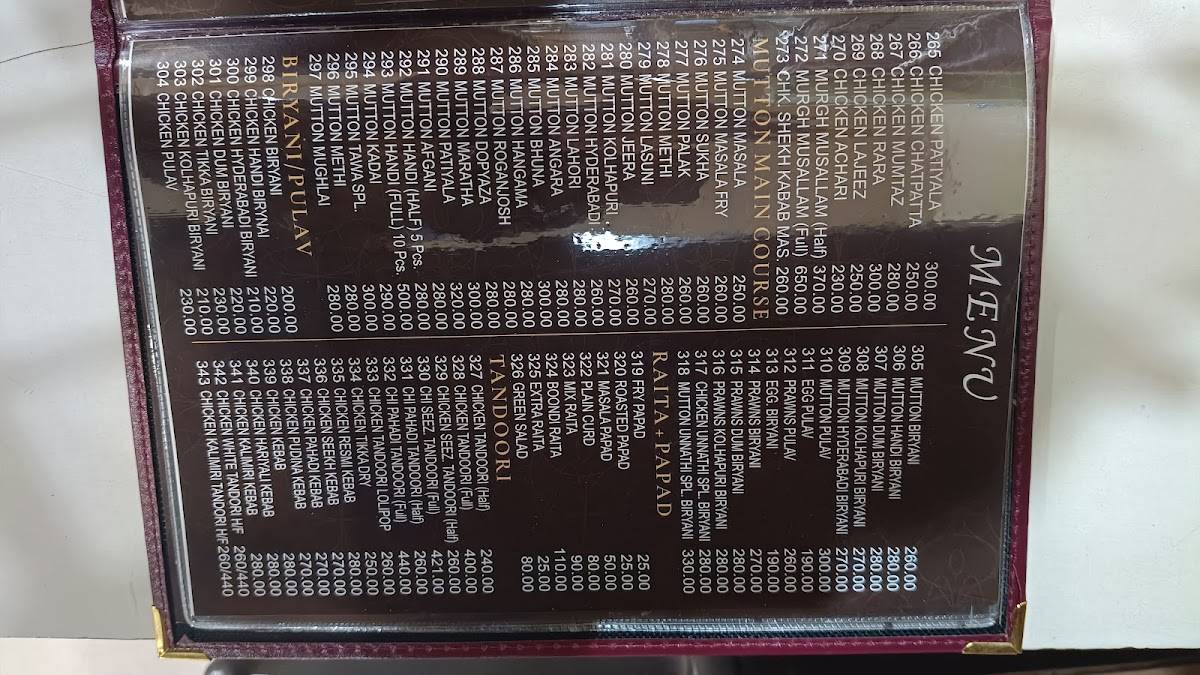 MENU
265 CHICKEN PATIYALA 300.00
266 CHICKEN CHATPATTA 250.00
267 CHICKEN MUMTAZ 280.00
268 CHICKEN RARA 300.00
269 CHICKEN LAJEEZ 250.00
270 CHICKEN ACHARI 230.00
271 MURGH MUSALLAM (Half) 370.00
272 MURGH MUSALLAM (Full) 650.00
273 CHK. SHEKH KABAB MAS. 260.00
MUTTON MAIN COURSE
274 MUTTON MASALA 250.00
275 MUTTON MASALA FRY 260.00
276 MUTTON SUKHA 260.00
277 MUTTON PALAK 260.00
278 MUTTON METHI 280.00
279 MUTTON LASUNI 270.00
280 MUTTON JEERA 260.00
281 MUTTON KOLHAPURI 270.00
282 MUTTON HYDERABADI 260.00
283 MUTTON LAHORI 280.00
284 MUTTON ANGARA 280.00
285 MUTTON BHUNA 300.00
286 MUTTON HANGAMA 280.00
287 MUTTON ROGANJOSH 280.00
288 MUTTON DOPYAZA 280.00
289 MUTTON MARATHA 300.00
290 MUTTON PATIYALA 320.00
291 MUTTON AFGANI 280.00
292 MUTTON HANDI (HALF) 5 Pcs. 280.00
293 MUTTON HANDI (FULL) 10 Pcs. 500.00
294 MUTTON KADAI 290.00
295 MUTTON TAWA SPL. 300.00
296 MUTTON METHI 280.00
297 MUTTON MUGHLAI 280.00
BIRYANI/PULAV
298 CHICKEN BIRYANI 200.00
299 CHICKEN HANDI BIRYNAI 220.00
300 CHICKEN HYDERABADI BIRYANI 210.00
301 CHICKEN DUM BIRYANI 220.00
302 CHICKEN TIKKA BIRYANI 230.00
303 CHICKEN KOLHAPURI BIRYANI 210.00
304 CHICKEN PULAV 230.00
305 MUTTON BIRYANI 260.00
306 MUTTON HANDI BIRYANI 280.00
307 MUTTON DUM BIRYANI 280.00
308 MUTTON KOLHAPURI BIRYANI 270.00
309 MUTTON HYDERABADI BIRYANI 270.00
310 MUTTON PULAV 300.00
311 EGG PULAV 190.00
312 PRAWNS PULAV 260.00
313 EGG BIRYANI 190.00
314 PRAWNS BIRYANI 270.00
315 PRAWNS DUM BIRYANI 280.00
316 PRAWNS KOLHAPURI BIRYANI 280.00
317 CHICKEN UNNATHI SPL. BIRYANI 280.00
318 MUTTON UNNATHI SPL. BIRYANI 330.00
RAITA + PAPAD
319 FRY PAPAD 25.00
320 ROASTED PAPAD 25.00
321 MASALA PAPAD 50.00
322 PLAIN CURD 80.00
323 MIX RAITA 90.00
324 BOONDI RAITA 110.00
325 EXTRA RAITA 25.00
326 GREEN SALAD 80.00
TANDOORI
327 CHICKEN TANDOORI (Half) 240.00
328 CHICKEN TANDOORI (Full) 400.00
329 CHICKEN SEEZ. TANDOORI (Half) 260.00
330 CHI SEEZ. TANDOORI (Full) 421.00
331 CHI PAHADI TANDOORI (Half) 260.00
332 CHI PAHADI TANDOORI (Full) 440.00
333 CHICKEN TANDOORI LOLIPOP 260.00
334 CHICKEN TIKKA DRY 250.00
335 CHICKEN RESMI KEBAB 280.00
336 CHICKEN SEEKH KEBAB 270.00
337 CHICKEN PAHADI KEBAB 270.00
338 CHICKEN PUDNA KEBAB 270.00
339 CHICKEN KEBAB 280.00
340 CHICKEN HARYALI KEBAB 280.00
341 CHICKEN KALMIRI KEBAB 280.00
342 CHICKEN WHITE TANDORI H/F 260/440
343 CHICKEN KALMIRI TANDORI H/F 260/440